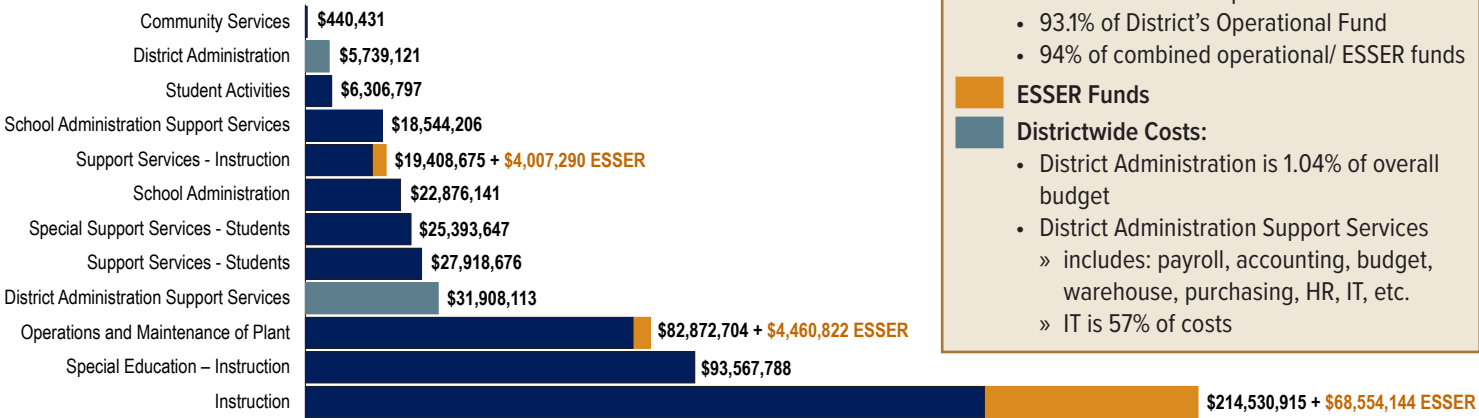 Community Services $440,431
District Administration $5,739,121
Student Activities $6,306,797
School Administration Support Services $18,544,206
Support Services - Instruction $19,408,675 + $4,007,290 ESSER
School Administration $22,876,141
Special Support Services - Students $25,393,647
Support Services - Students $27,918,676
District Administration Support Services $31,908,113
Operations and Maintenance of Plant $82,872,704 + $4,460,822 ESSER
Special Education – Instruction $93,567,788
Instruction $214,530,915 + $68,554,144 ESSER
• 93.1% of District’s Operational Fund
• 94% of combined operational/ ESSER funds
ESSER Funds
Districtwide Costs:
• District Administration is 1.04% of overall
budget
• District Administration Support Services
» includes: payroll, accounting, budget,
warehouse, purchasing, HR, IT, etc.
» IT is 57% of costs